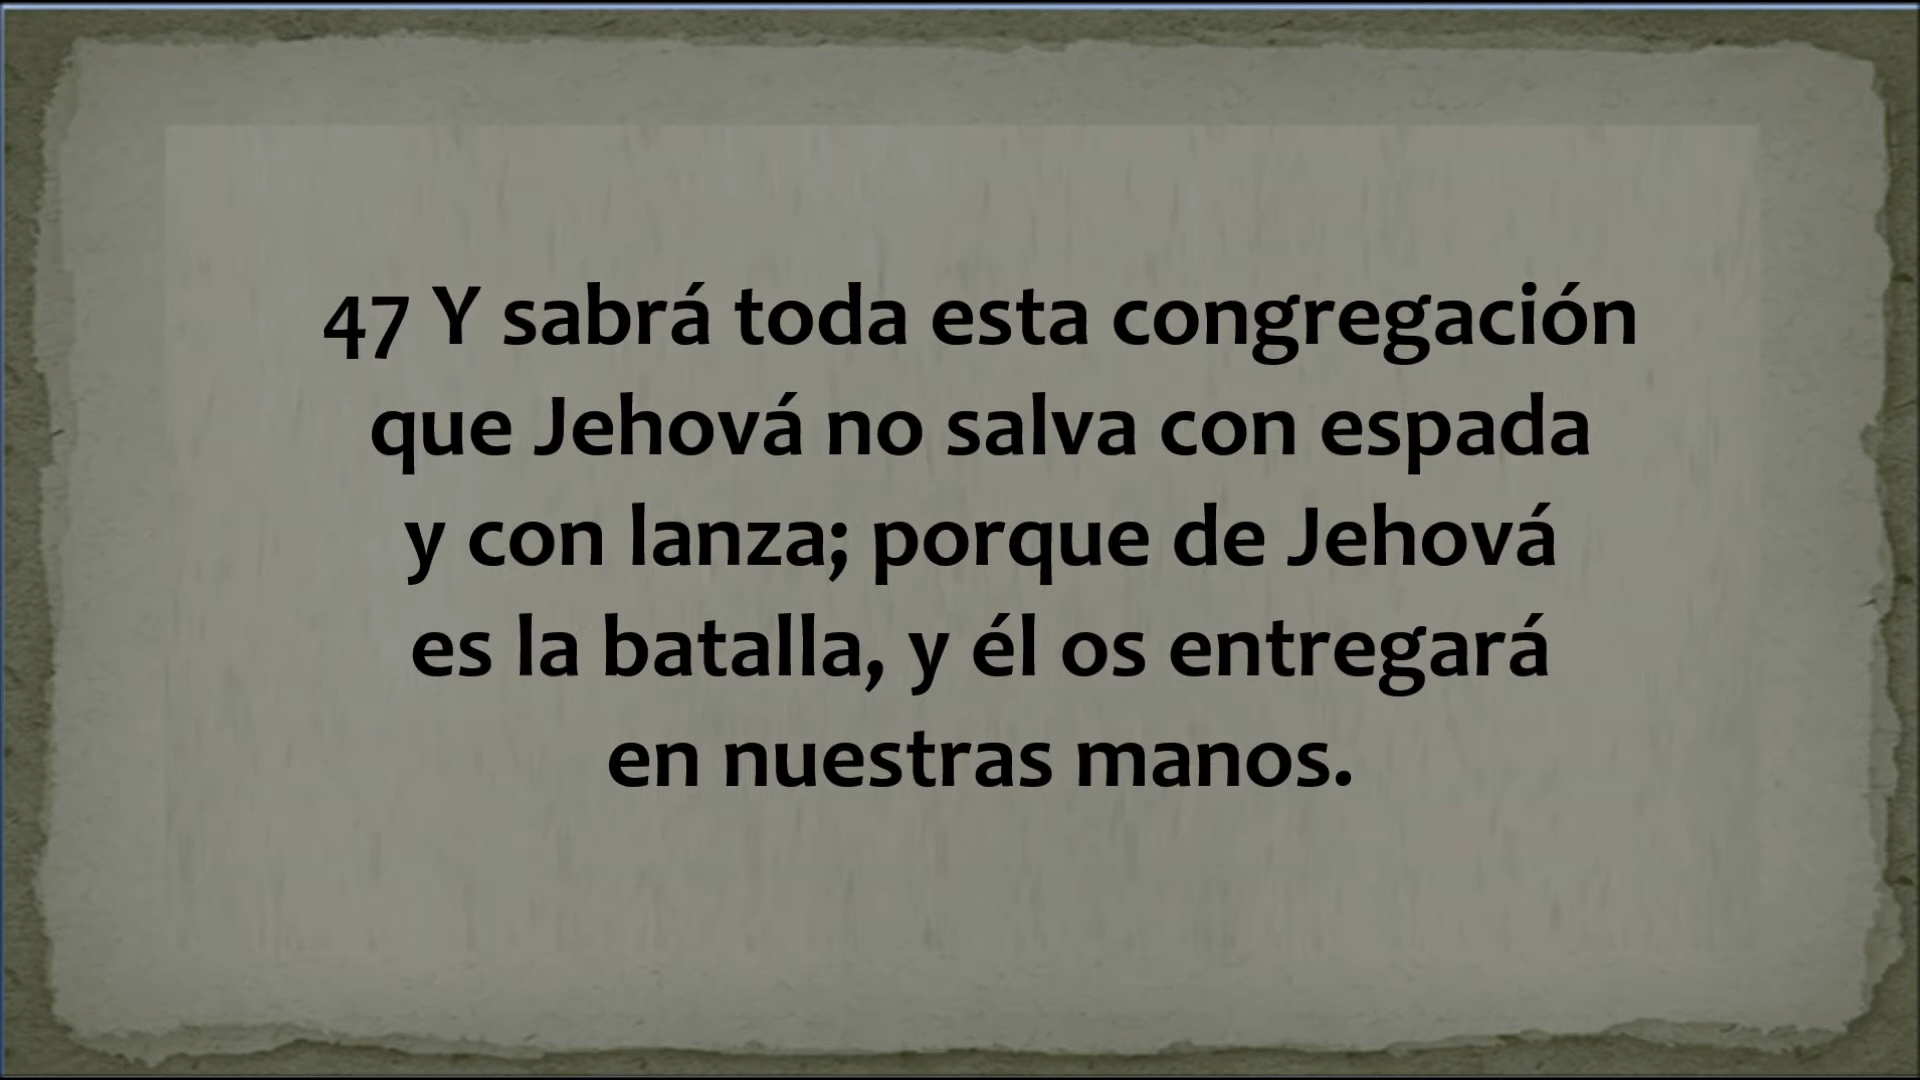 47 Y sabrá toda esta congregación
que Jehová no salva con espada
y con lanza; porque de Jehová
es la batalla, y él os entregará
en nuestras manos.